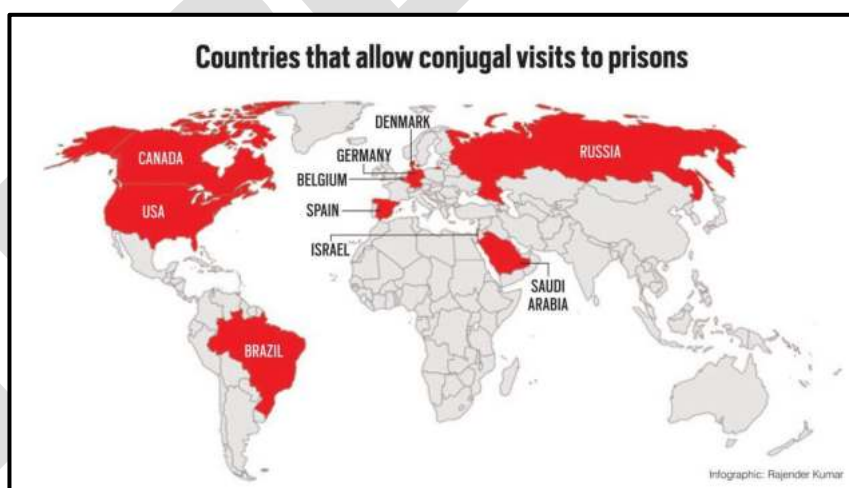 Countries that allow conjugal visits to prisons
DENMARK
CANADA
GERMANY
RUSSIA
BELGIUM
USA
SPAIN
ISRAEL
SAUDI
ARABIA
BRAZIL
Infographic: Rajender Kumar